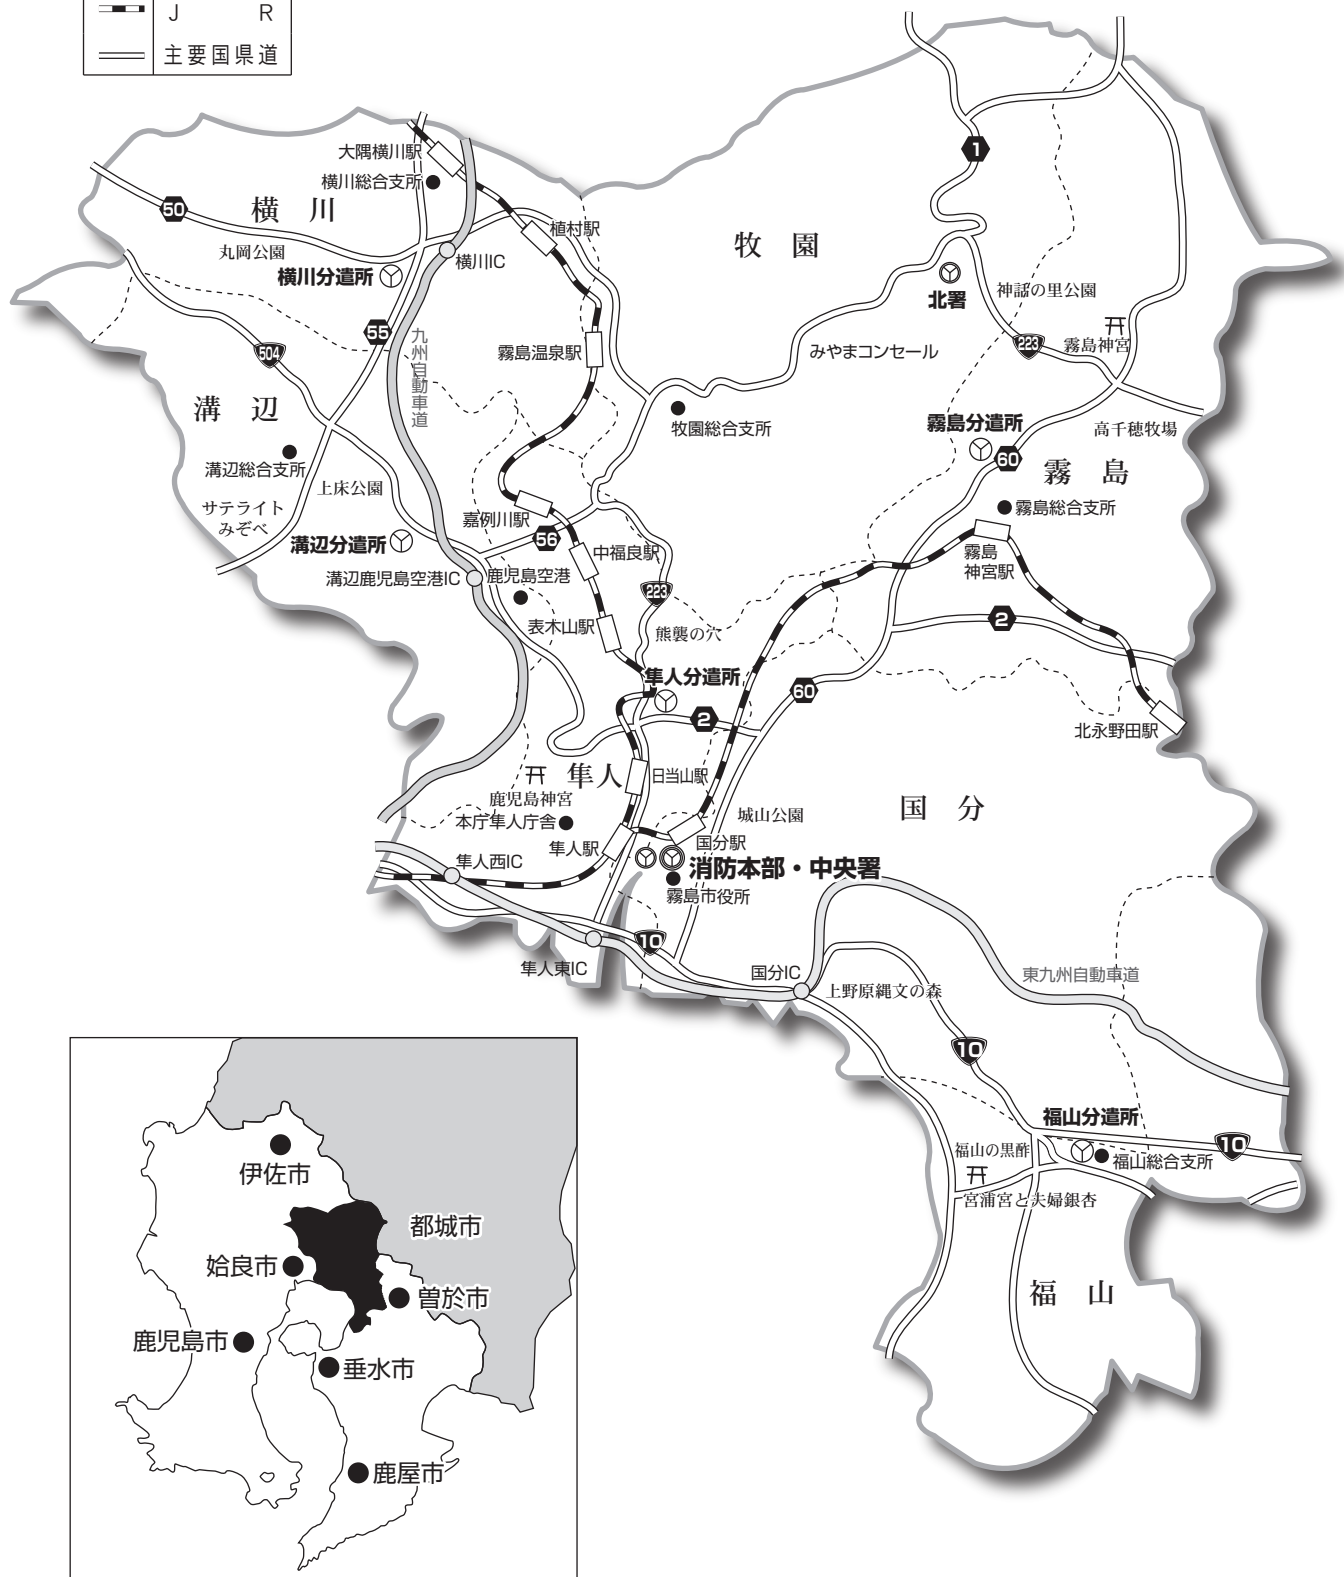 J R
主要国県道
1
大隅横川駅
横川総合支所
50
横 川
植村駅
丸岡公園
横川IC
横川分遣所
牧 園
北署
神話の里公園
55
九州自動車道
504
霧島温泉駅
みやまコンセール
223
霧島神宮
溝 辺
牧園総合支所
霧島分遣所
高千穂牧場
60
霧 島
溝辺総合支所
上床公園
サテライト
みぞべ
嘉例川駅
霧島総合支所
溝辺分遣所
56
中福良駅
霧島
神宮駅
溝辺鹿児島空港IC
鹿児島空港
223
2
表木山駅
熊襲の穴
隼人分遣所
60
2
北永野田駅
隼人
日当山駅
鹿児島神宮
国 分
本庁隼人庁舎
城山公園
隼人駅
国分駅
隼人西IC
消防本部・中央署
霧島市役所
10
隼人東IC
国分IC
上野原縄文の森
東九州自動車道
10
福山分遣所
福山の黒酢
10
福山総合支所
宮浦宮と夫婦銀杏
福 山
伊佐市
都城市
姶良市
曽於市
鹿児島市
垂水市
鹿屋市